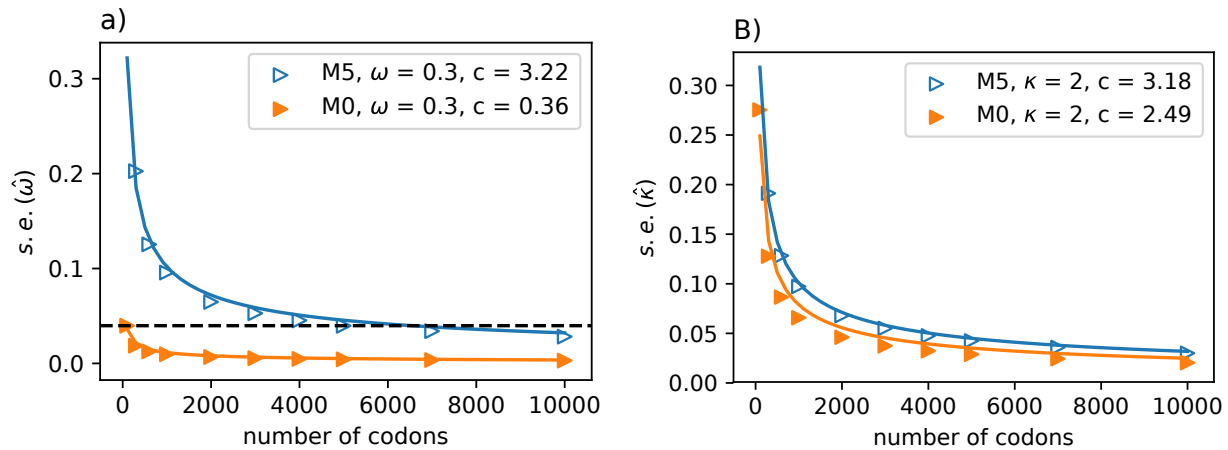 a)
M5, ω = 0.3, c = 3.22
M0, ω = 0.3, c = 0.36
s. e. (ω̂)
0.3
0.2
0.1
0.0
0 2000 4000 6000 8000 10000
number of codons
B)
M5, κ = 2, c = 3.18
M0, κ = 2, c = 2.49
s. e. (κ̂)
0.30
0.25
0.20
0.15
0.10
0.05
0.00
0 2000 4000 6000 8000 10000
number of codons